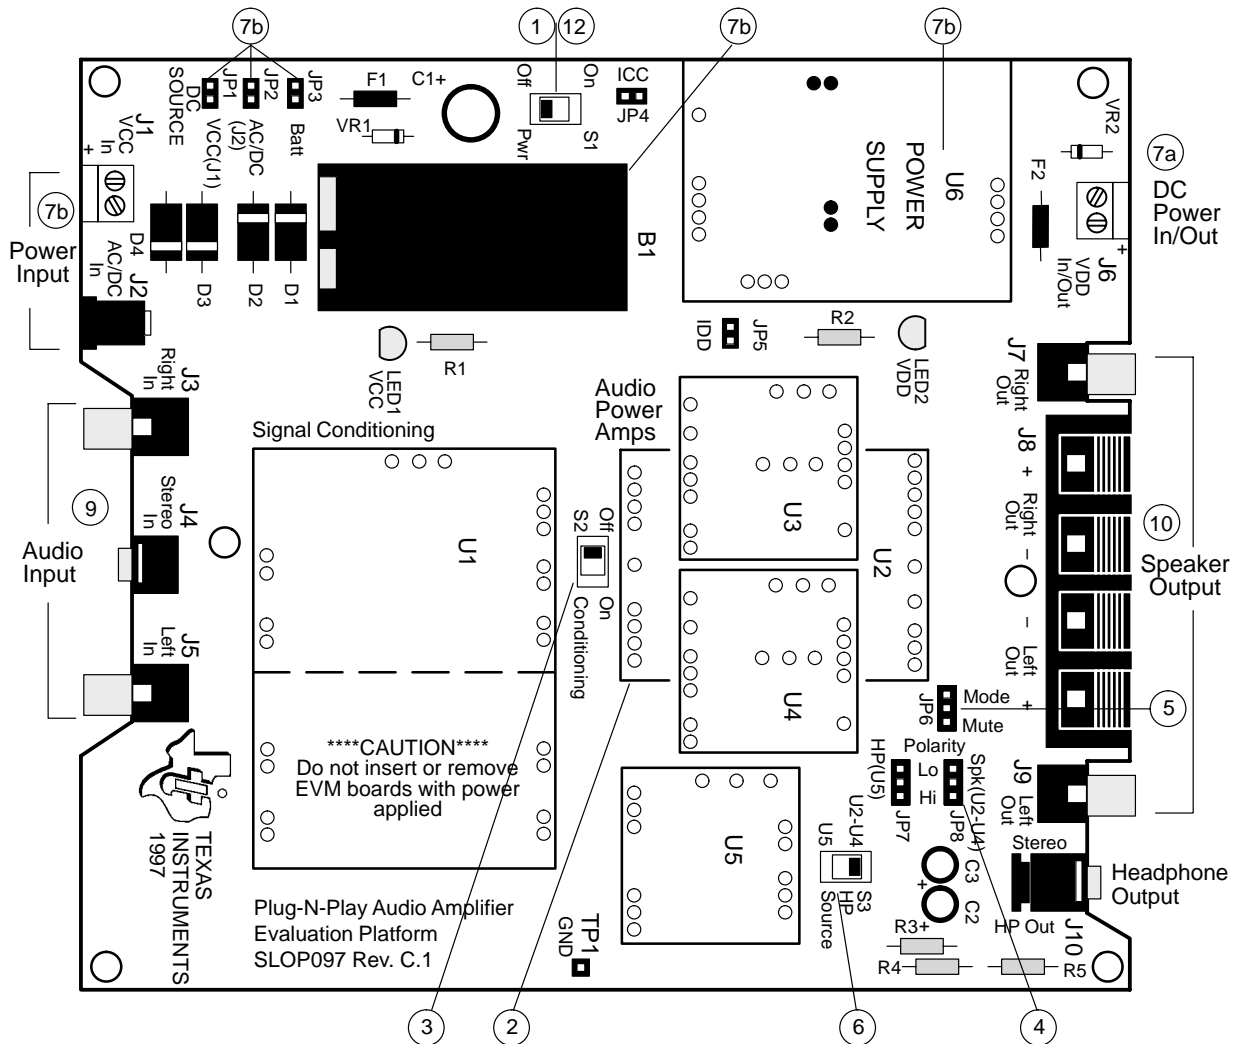 7b
1
12
7b
7b
DC
SOURCE
JP1
VCC(J1)
JP2
AC/DC
(J2)
JP3
Batt
F1
VR1
C1+
Off
On
Pwr
S1
ICC
JP4
U6
POWER
SUPPLY
VR2
F2
7a
DC
Power
In/Out
J6
VDD
In/Out
+
J1
VCC
In
+
7b
Power
Input
J2
AC/DC
In
D4
D3
D2
D1
B1
LED1
VCC
R1
IDD
JP5
R2
LED2
VDD
J3
Right
In
9
Audio
Input
J4
Stereo
In
J5
Left
In
Signal Conditioning
U1
****CAUTION****
Do not insert or remove
EVM boards with power
applied
Off
S2
On
Conditioning
Audio
Power
Amps
U3
U2
U4
U5
J7
Right
Out
J8
+
Right
Out
–
–
Left
Out
+
10
Speaker
Output
JP6
Mode
Mute
5
Polarity
HP(U5)
Lo
Hi
JP7
Spk(U2-U4)
JP8
J9
Left
Out
U5
U2-U4
HP
S3
Source
Stereo
C3
+
C2
HP Out
J10
Headphone
Output
R3+
R4
R5
TEXAS
INSTRUMENTS
1997
Plug-N-Play Audio Amplifier
Evaluation Platform
SLOP097 Rev. C.1
TP1
GND
3
2
6
4